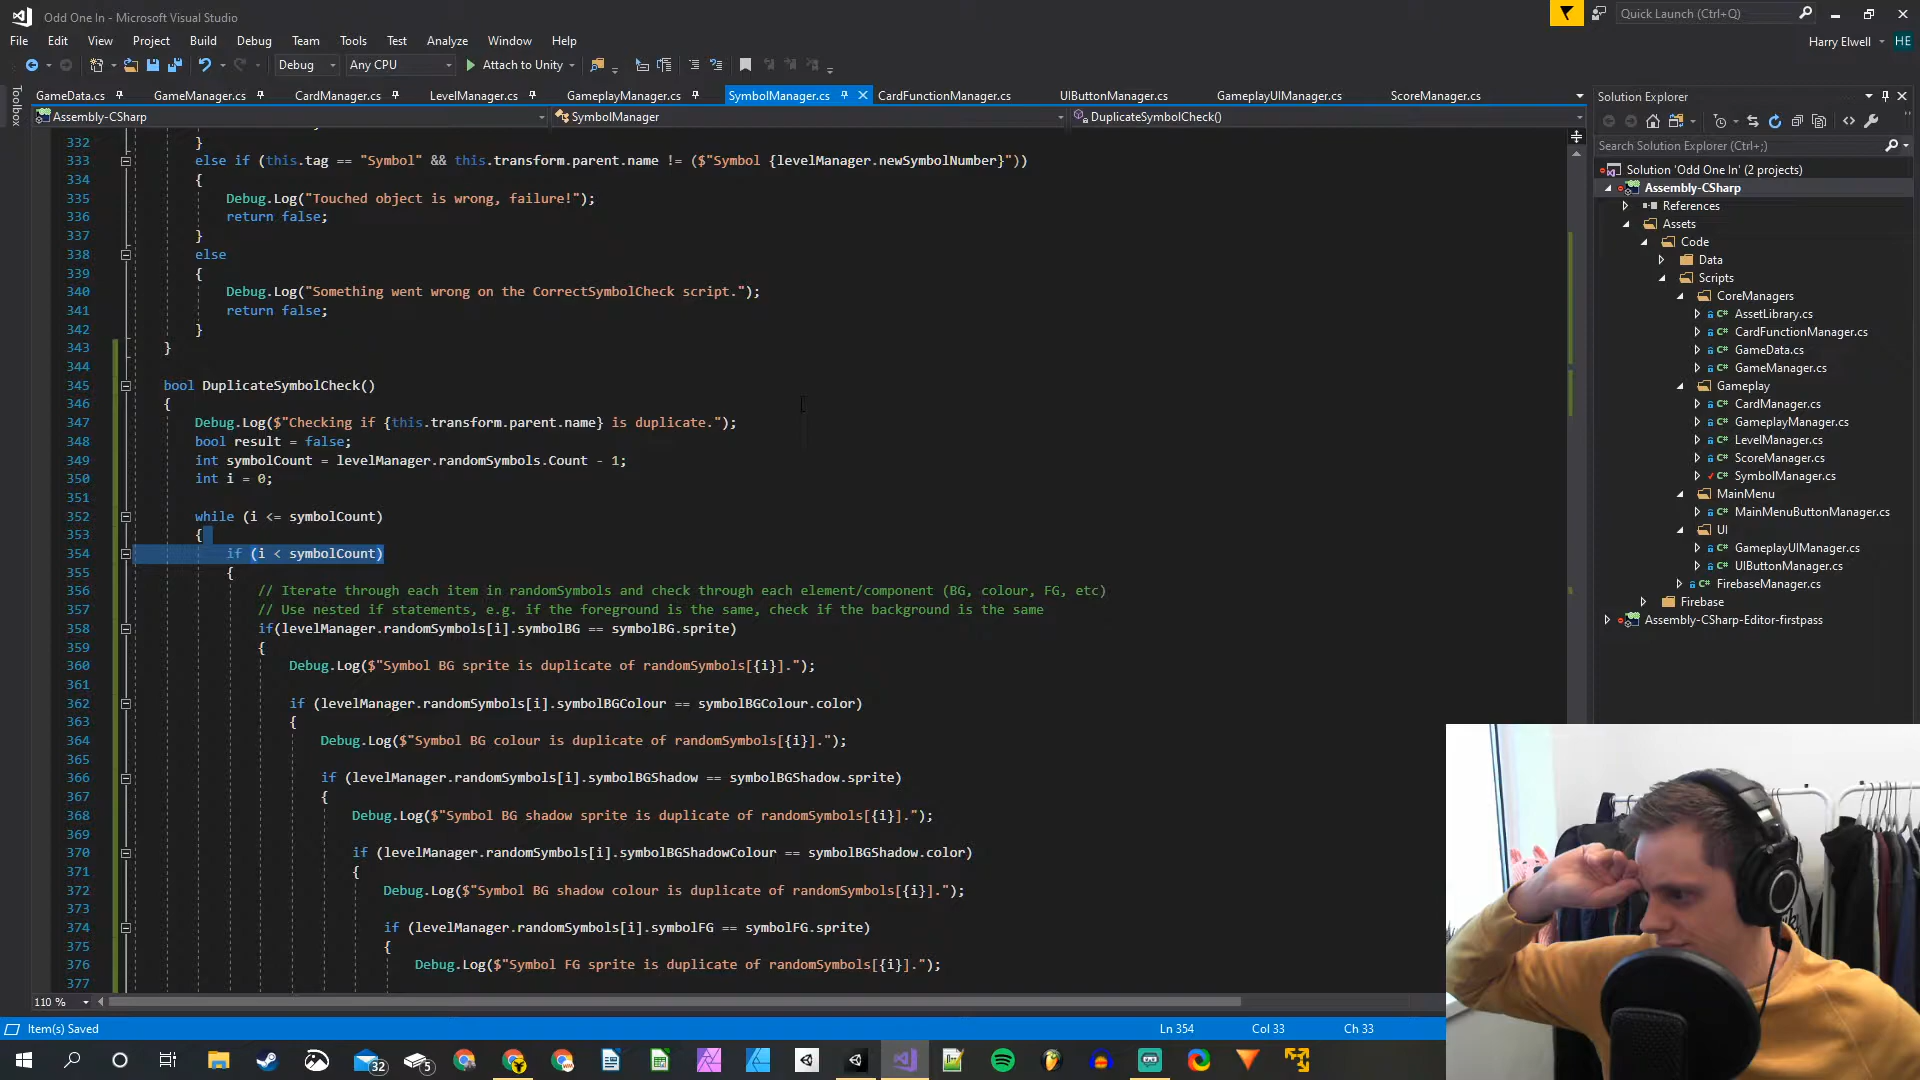 Odd One In - Microsoft Visual Studio
Quick Launch (Ctrl+Q)
File Edit View Project Build Debug Team Tools Test Analyze Window Help
Harry Elwell HE
Debug Any CPU Attach to Unity
Toolbox
GameData.cs GameManager.cs CardManager.cs LevelManager.cs GameplayManager.cs SymbolManager.cs CardFunctionManager.cs UIButtonManager.cs GameplayUIManager.cs ScoreManager.cs
Assembly-CSharp SymbolManager DuplicateSymbolCheck()
332 }
333 else if (this.tag == "Symbol" && this.transform.parent.name != ($"Symbol {levelManager.newSymbolNumber}"))
334 {
335 Debug.Log("Touched object is wrong, failure!");
336 return false;
337 }
338 else
339 {
340 Debug.Log("Something went wrong on the CorrectSymbolCheck script.");
341 return false;
342 }
343 }
344
345 bool DuplicateSymbolCheck()
346 {
347 Debug.Log($"Checking if {this.transform.parent.name} is duplicate.");
348 bool result = false;
349 int symbolCount = levelManager.randomSymbols.Count - 1;
350 int i = 0;
351
352 while (i <= symbolCount)
353 {
354 if (i < symbolCount)
355 {
356 // Iterate through each item in randomSymbols and check through each element/component (BG, colour, FG, etc)
357 // Use nested if statements, e.g. if the foreground is the same, check if the background is the same
358 if(levelManager.randomSymbols[i].symbolBG == symbolBG.sprite)
359 {
360 Debug.Log($"Symbol BG sprite is duplicate of randomSymbols[{i}].");
361
362 if (levelManager.randomSymbols[i].symbolBGColour == symbolBGColour.color)
363 {
364 Debug.Log($"Symbol BG colour is duplicate of randomSymbols[{i}].");
365
366 if (levelManager.randomSymbols[i].symbolBGShadow == symbolBGShadow.sprite)
367 {
368 Debug.Log($"Symbol BG shadow sprite is duplicate of randomSymbols[{i}].");
369
370 if (levelManager.randomSymbols[i].symbolBGShadowColour == symbolBGShadow.color)
371 {
372 Debug.Log($"Symbol BG shadow colour is duplicate of randomSymbols[{i}].");
373
374 if (levelManager.randomSymbols[i].symbolFG == symbolFG.sprite)
375 {
376 Debug.Log($"Symbol FG sprite is duplicate of randomSymbols[{i}].");
377
110 %
Solution Explorer
Search Solution Explorer (Ctrl+;)
Solution 'Odd One In' (2 projects)
Assembly-CSharp
References
Assets
Code
Data
Scripts
CoreManagers
AssetLibrary.cs
CardFunctionManager.cs
GameData.cs
GameManager.cs
Gameplay
CardManager.cs
GameplayManager.cs
LevelManager.cs
ScoreManager.cs
SymbolManager.cs
MainMenu
MainMenuButtonManager.cs
UI
GameplayUIManager.cs
UIButtonManager.cs
FirebaseManager.cs
Firebase
Assembly-CSharp-Editor-firstpass
Item(s) Saved Ln 354 Col 33 Ch 33
32 5